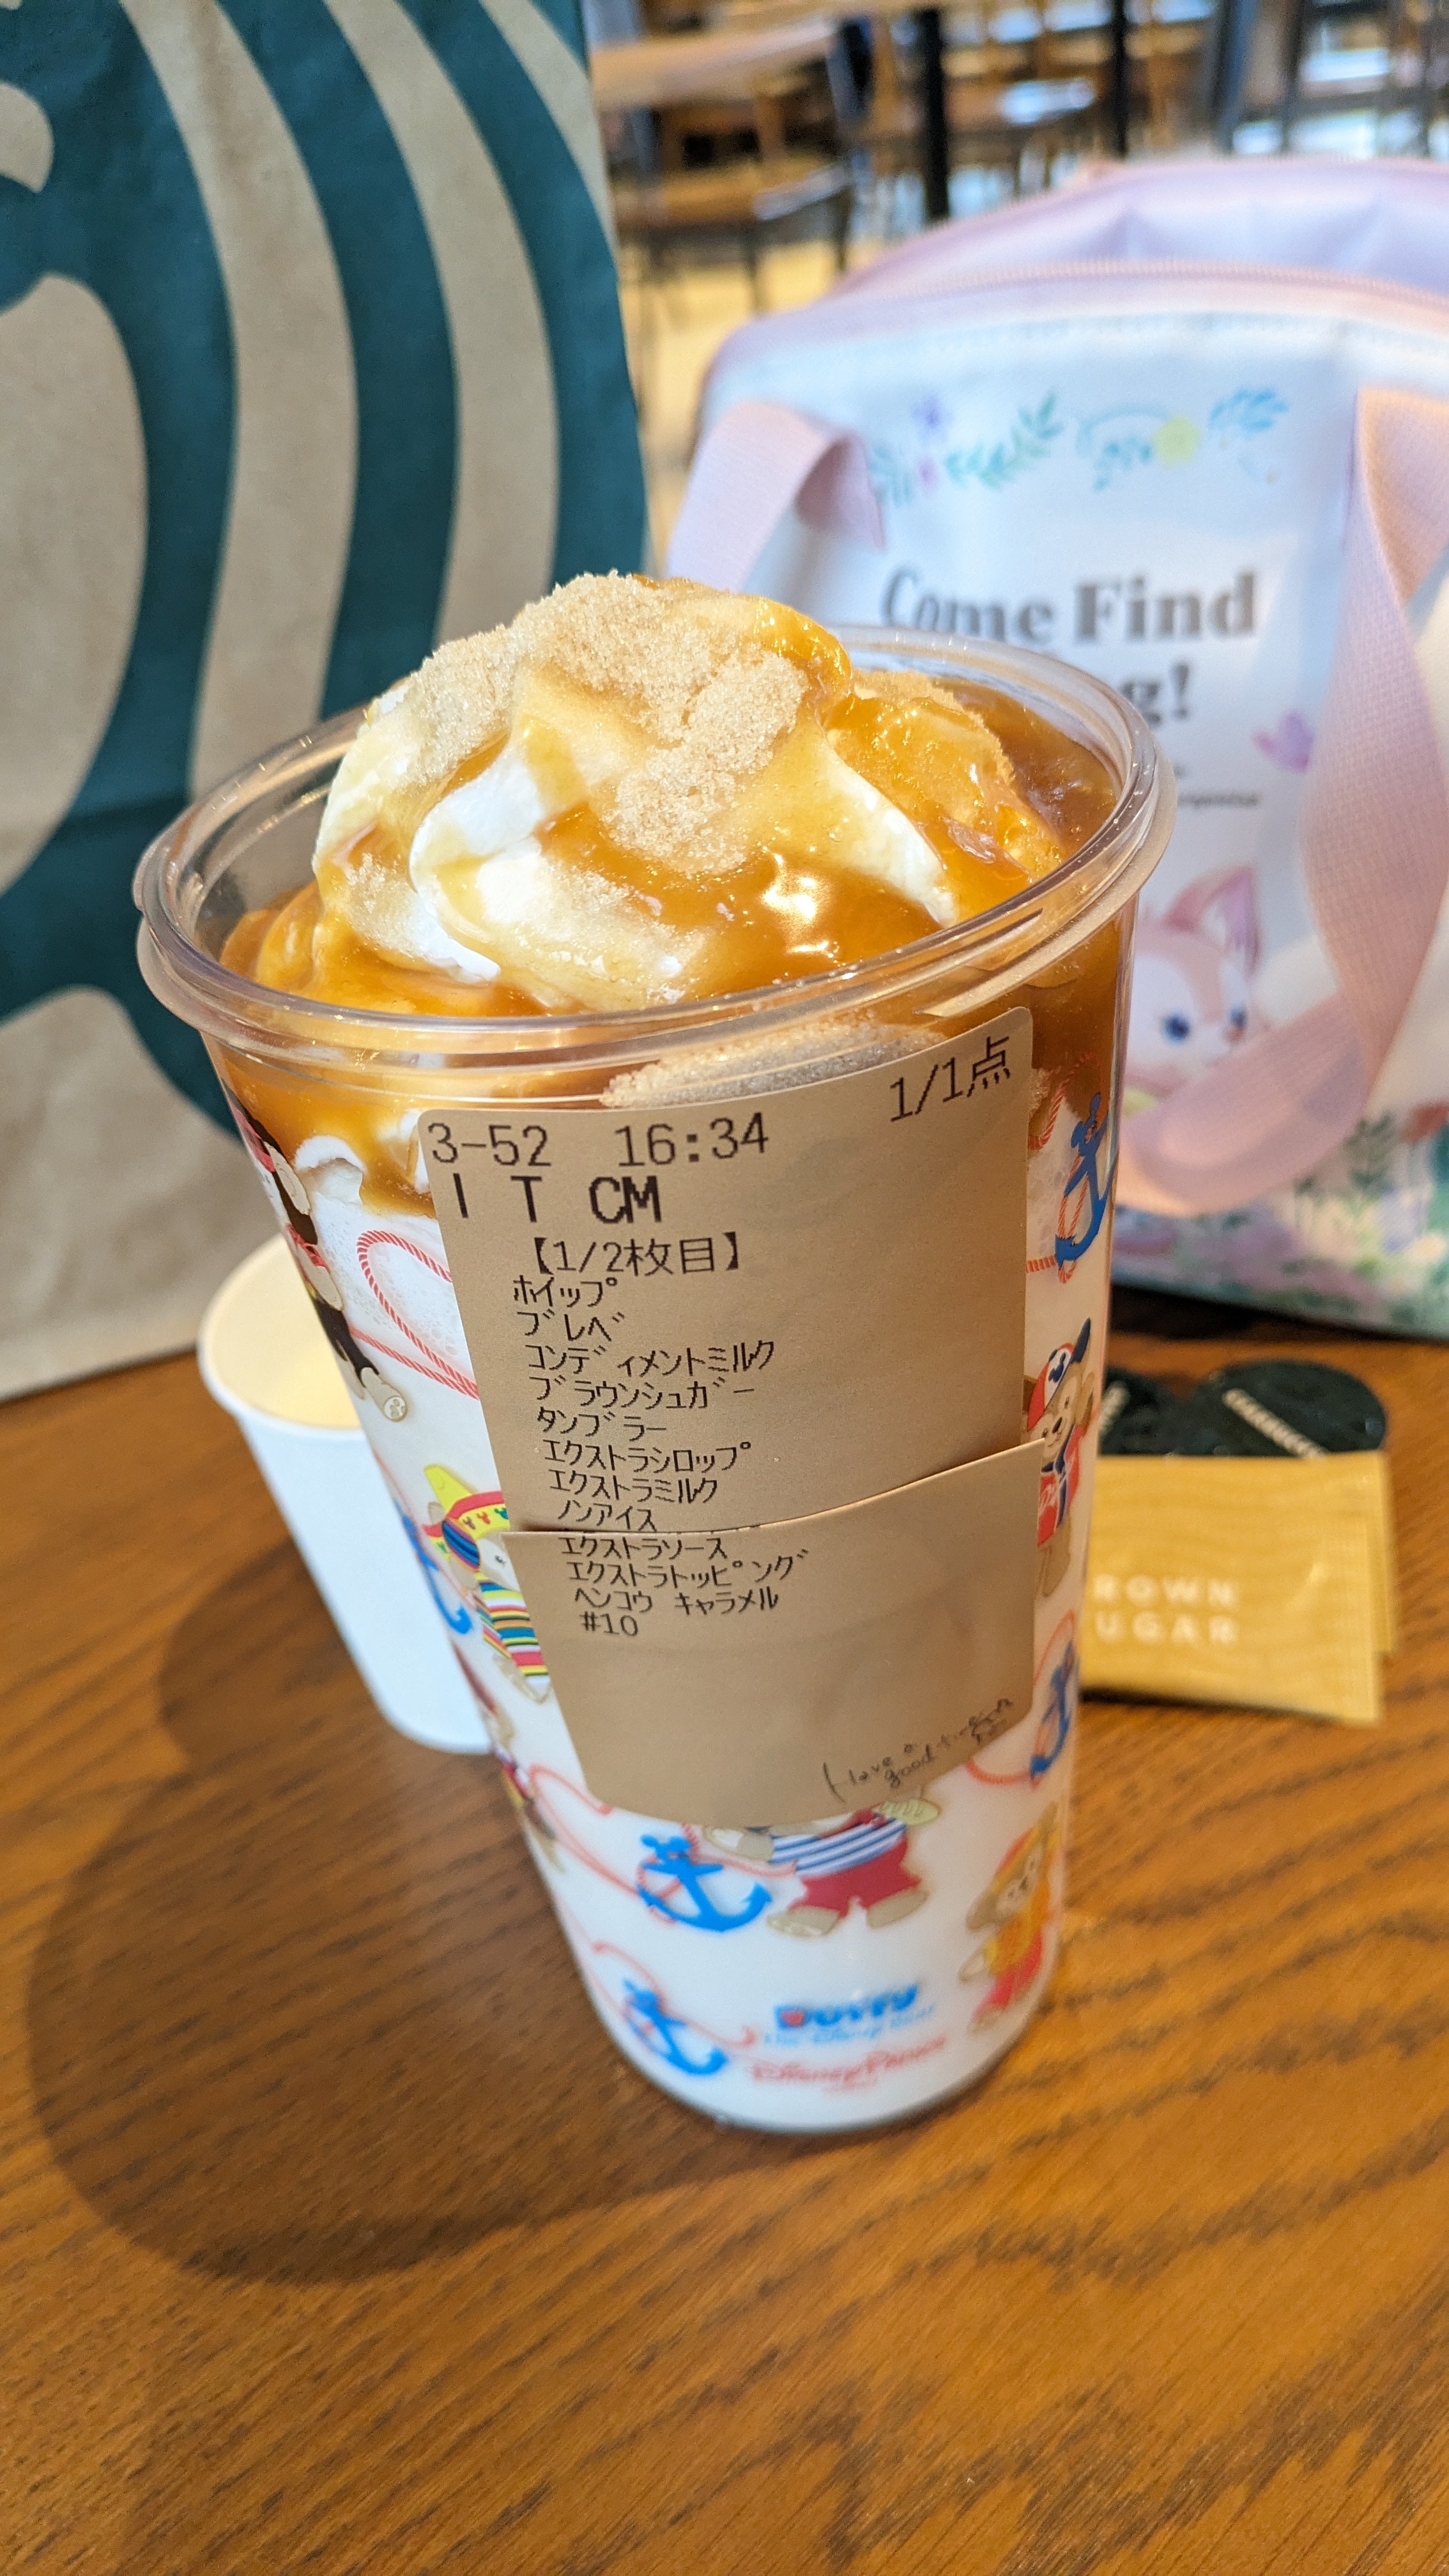 Come Find
3-52 16:34 1/1点
I T CM
【1/2枚目】
ホイップ
ブレベ
コンディメントミルク
ブラウンシュガー
タンブラー
エクストラシロップ
エクストラミルク
ノンアイス
エクストラソース
エクストラトッピング
ヘンコウ キャラメル
#10
Have a
good time
ROWN
UGAR
Duffy
The Disney Bear
Disney Parks